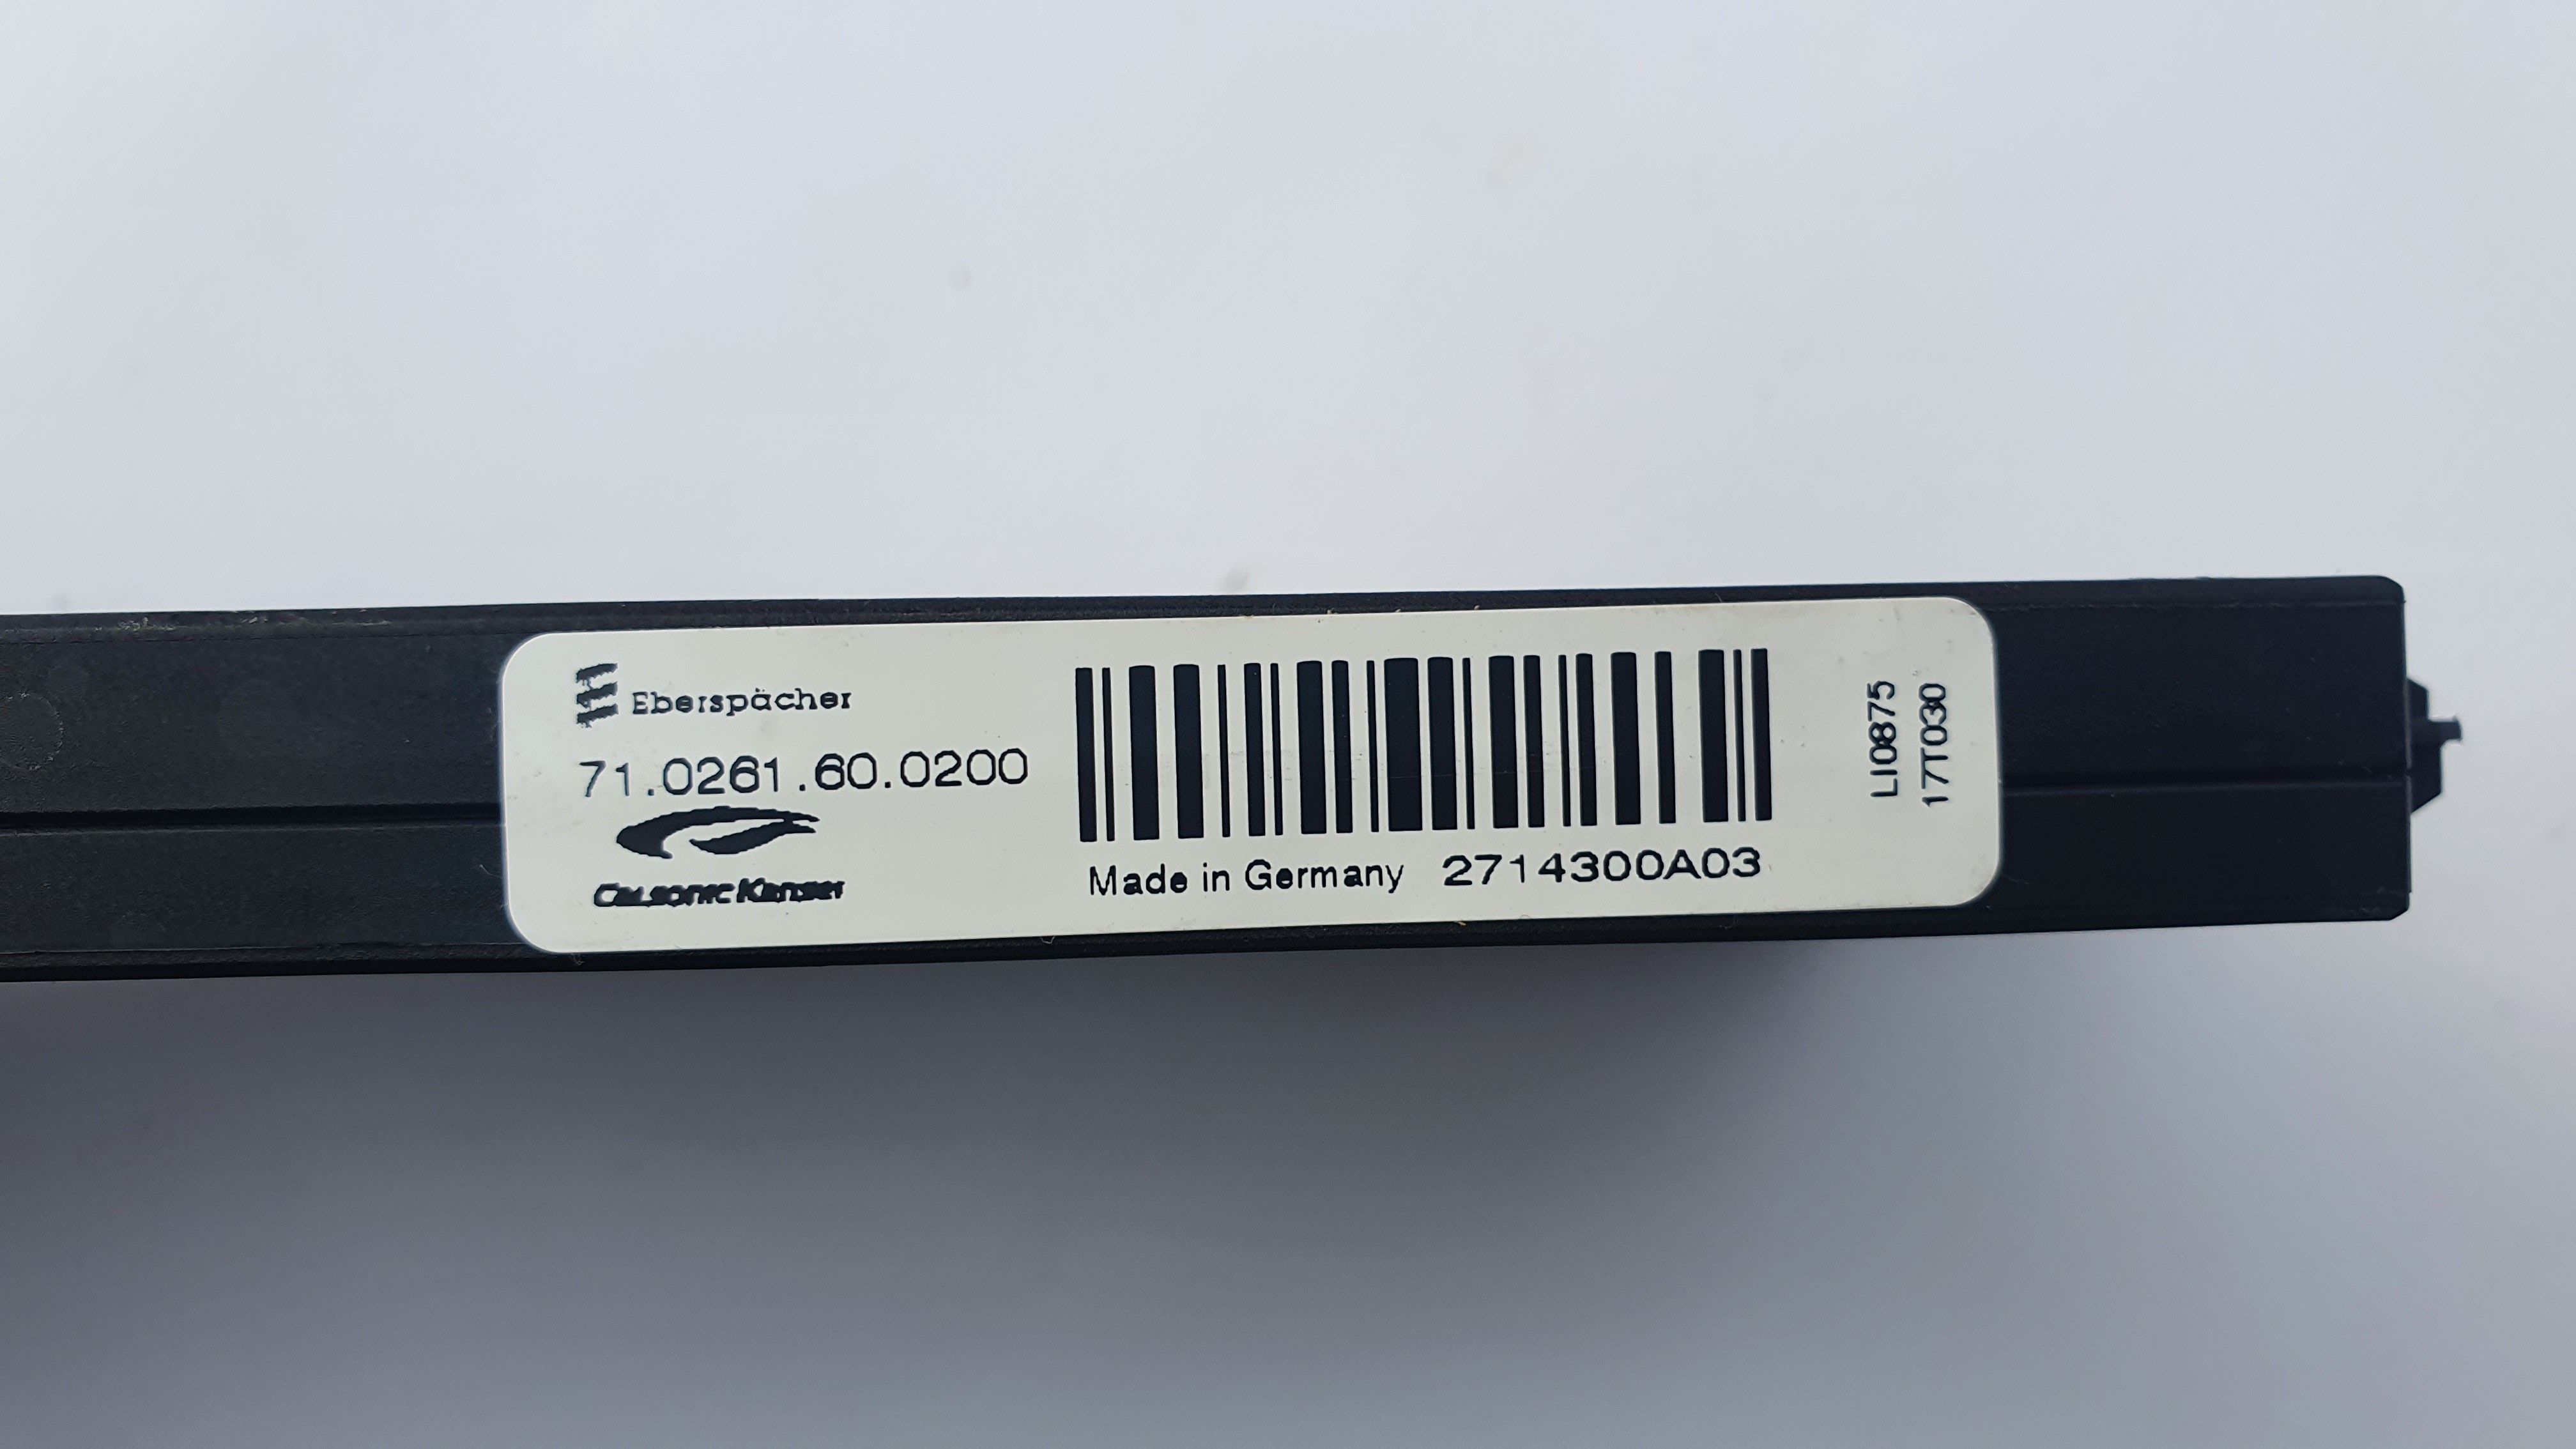 Eberspächer
71.0261.60.0200
Calsonic Kansei
Made in Germany 2714300A03
LI0875
17T030